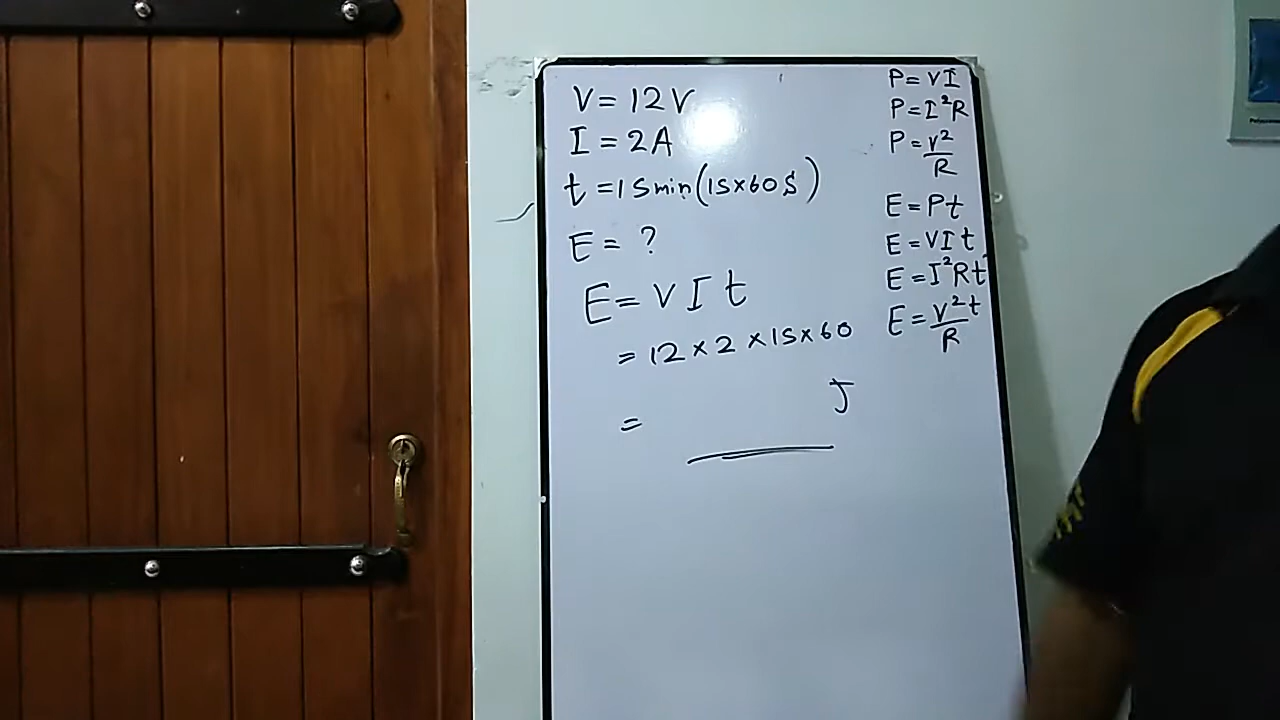 V = 12V
I = 2A
t = 15min(15×60S)
E = ?
E = VIt
= 12 × 2 × 15 × 60
= J
P = VI
P = I²R
P = V²/R
E = Pt
E = VIt
E = I²Rt
E = V²t/R